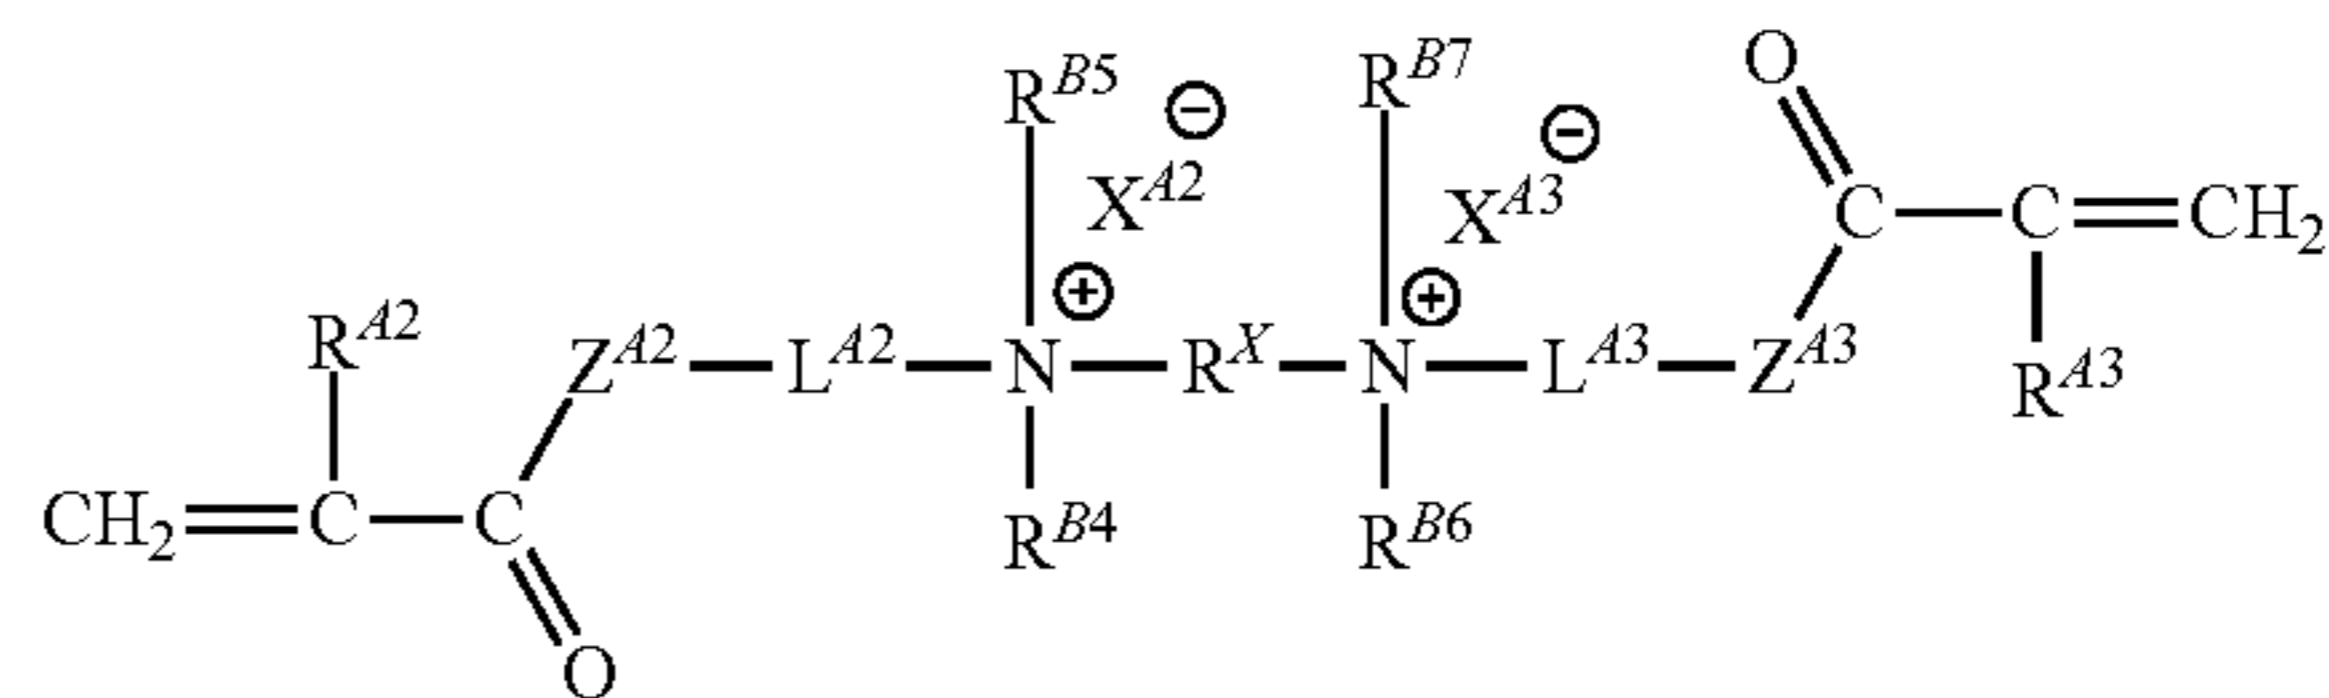 O
R^B5 ⊖ R^B7 ⊖
X^A2 X^A3 C—C=CH₂
⊕ ⊕
R^A2 Z^A2—L^A2—N—R^X—N—L^A3—Z^A3 R^A3
CH₂=C—C R^B4 R^B6
O